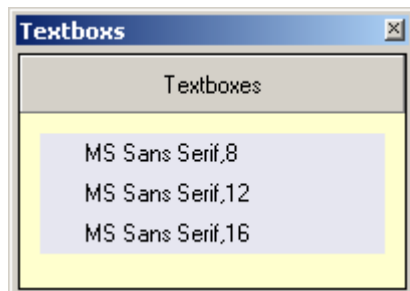 Textboxs
Textboxes
MS Sans Serif,8
MS Sans Serif,12
MS Sans Serif,16